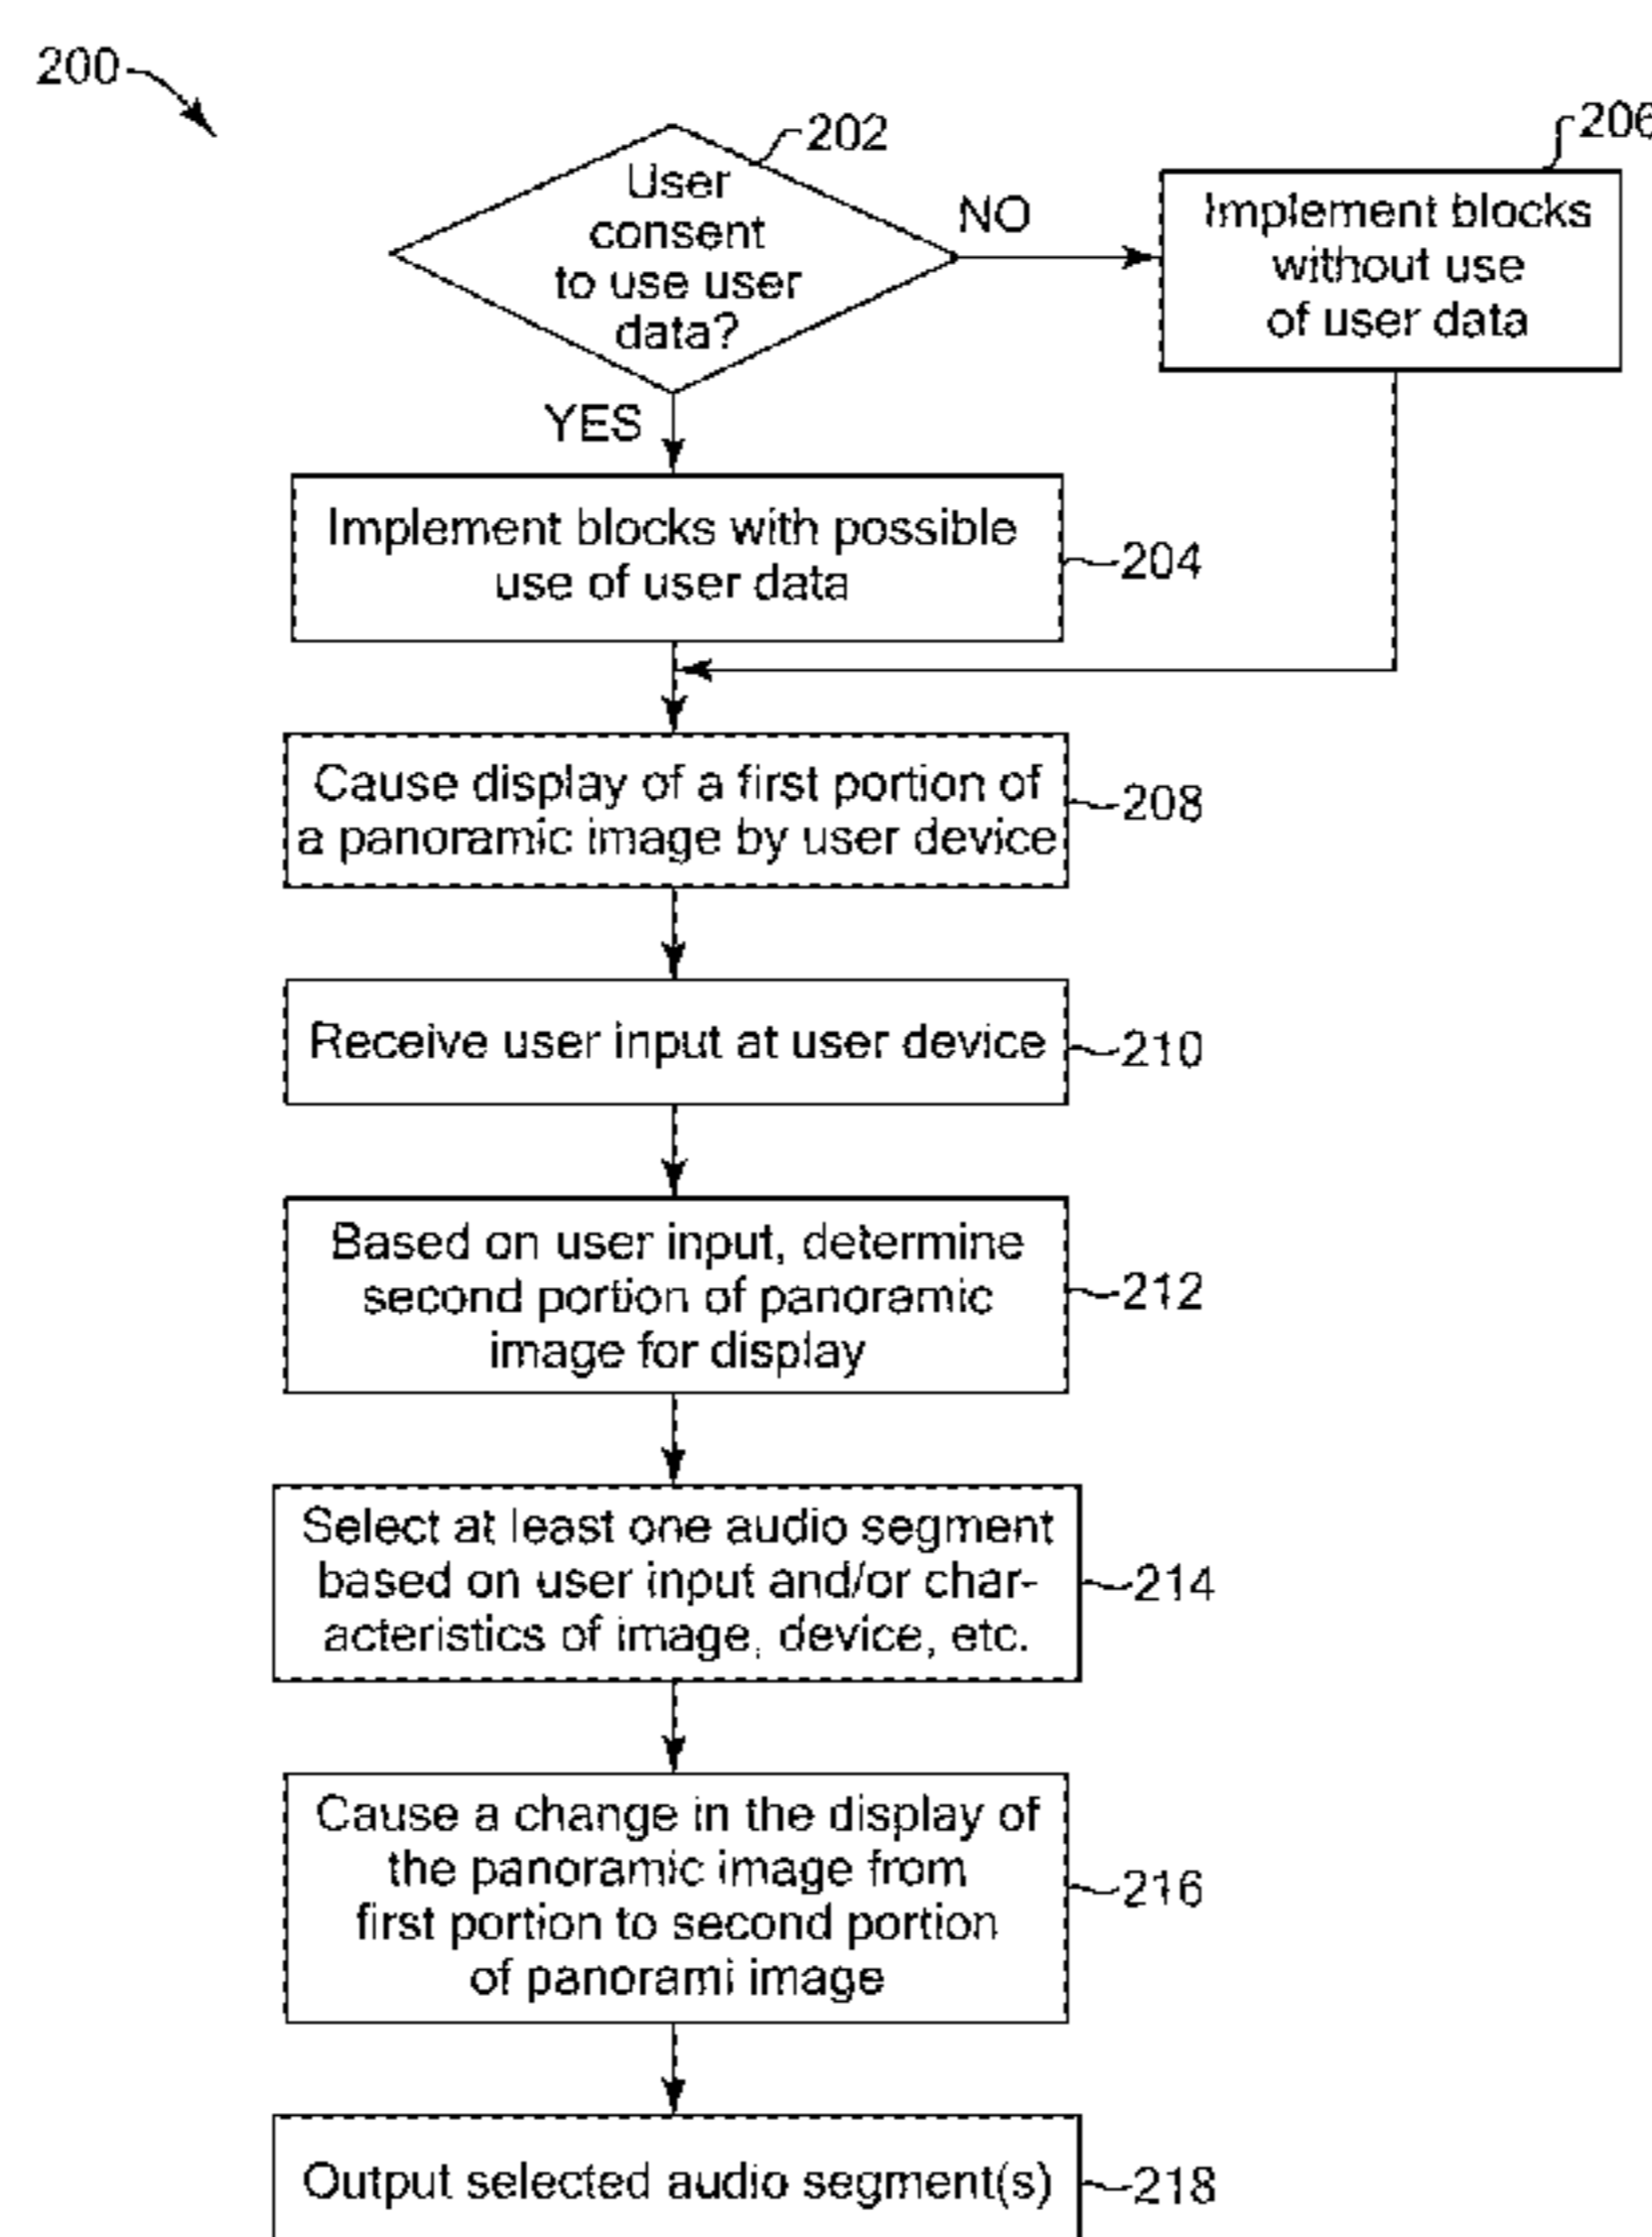 200
202
User
consent
to use user
data?
NO
206
Implement blocks
without use
of user data
YES
Implement blocks with possible
use of user data
204
Cause display of a first portion of
a panoramic image by user device
208
Receive user input at user device
210
Based on user input, determine
second portion of panoramic
image for display
212
Select at least one audio segment
based on user input and/or char-
acteristics of image, device, etc.
214
Cause a change in the display of
the panoramic image from
first portion to second portion
of panorami image
216
Output selected audio segment(s)
218